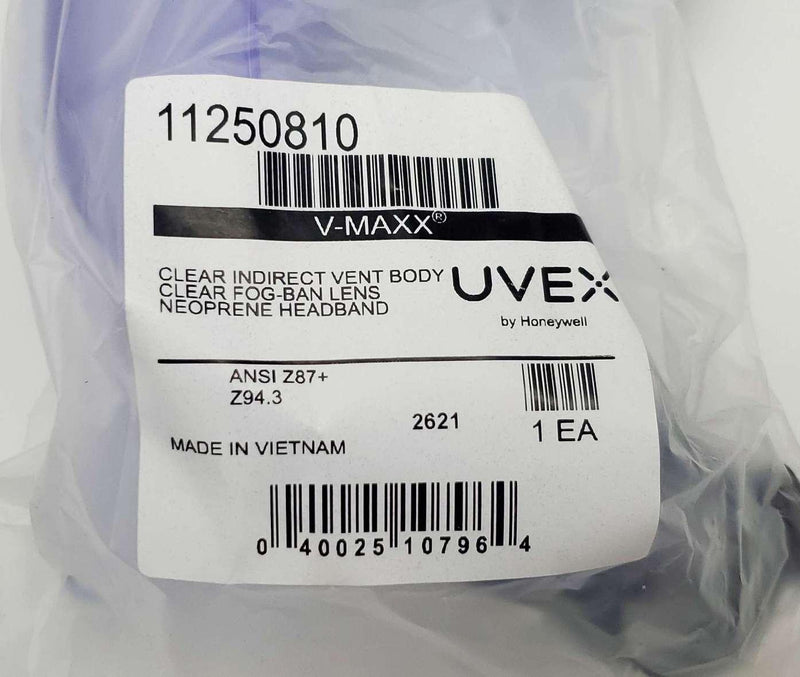 11250810
V-MAXX®
CLEAR INDIRECT VENT BODY
CLEAR FOG-BAN LENS
NEOPRENE HEADBAND
UVEX
by Honeywell
ANSI Z87+
Z94.3
2621
1 EA
MADE IN VIETNAM
0 40025 10796 4